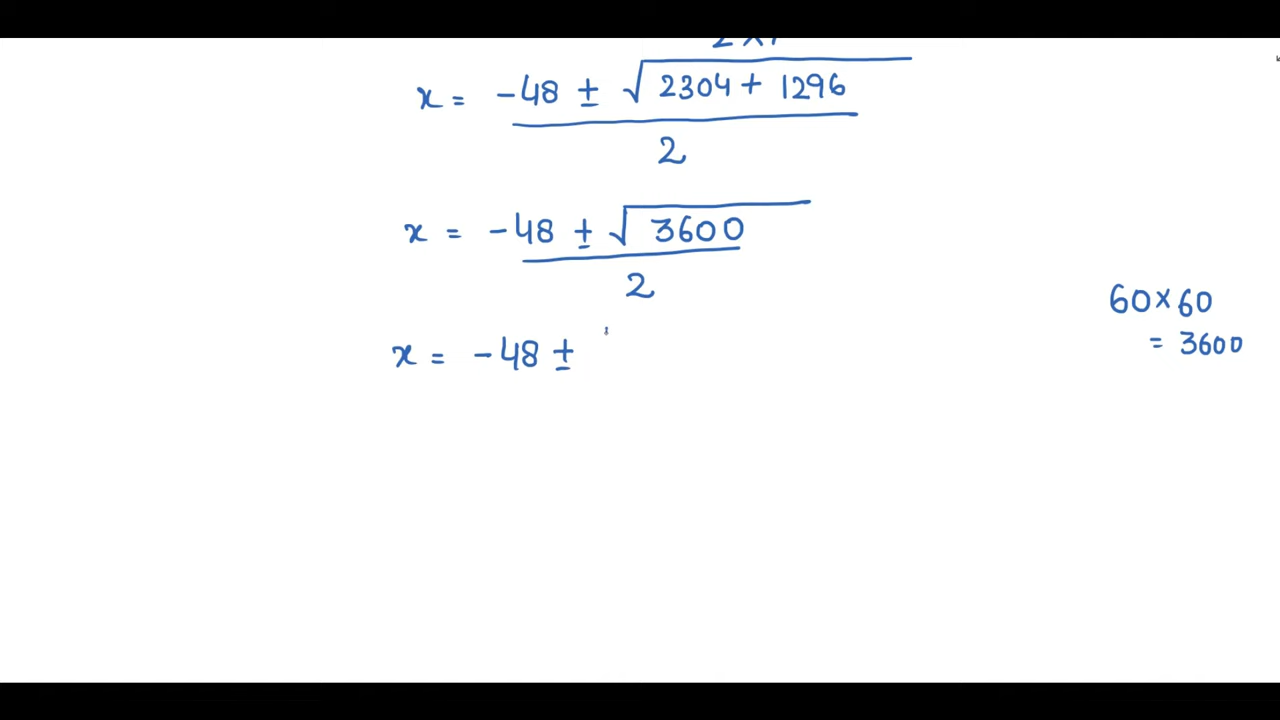 x = -48 ± √2304 + 1296
2
x = -48 ± √3600
2
60×60
= 3600
x = -48 ±